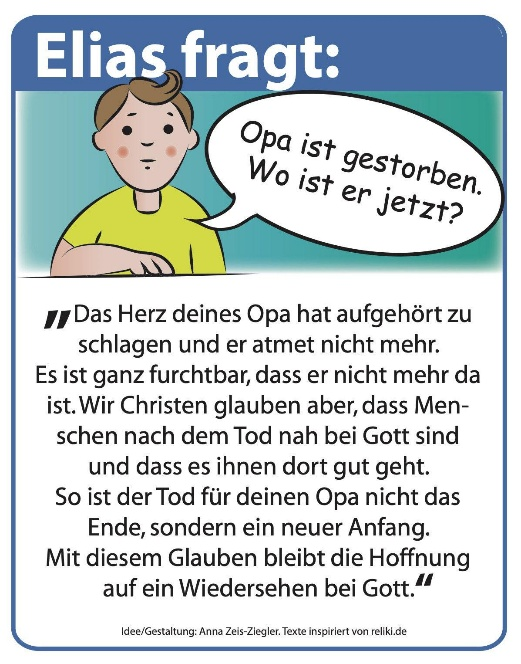 Elias fragt:
Opa ist gestorben.
Wo ist er jetzt?
„Das Herz deines Opa hat aufgehört zu
schlagen und er atmet nicht mehr.
Es ist ganz furchtbar, dass er nicht mehr da
ist. Wir Christen glauben aber, dass Men-
schen nach dem Tod nah bei Gott sind
und dass es ihnen dort gut geht.
So ist der Tod für deinen Opa nicht das
Ende, sondern ein neuer Anfang.
Mit diesem Glauben bleibt die Hoffnung
auf ein Wiedersehen bei Gott.“
Idee/Gestaltung: Anna Zeis-Ziegler. Texte inspiriert von reliki.de